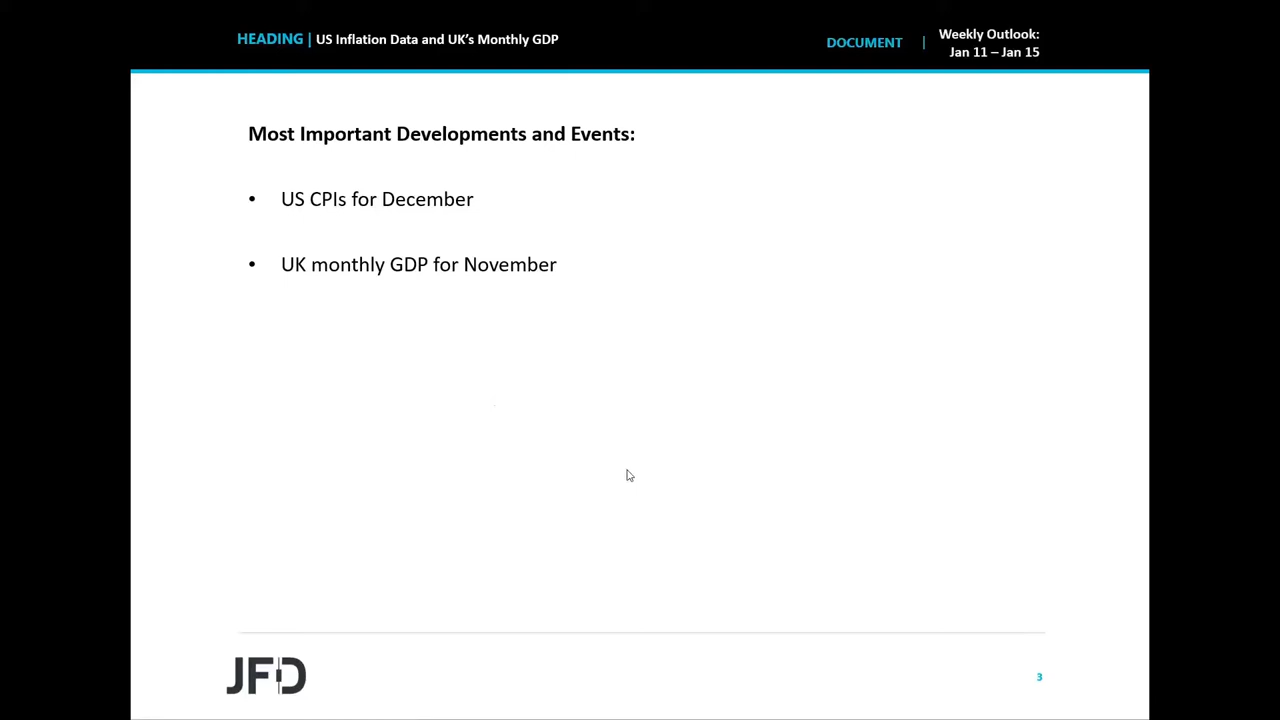 HEADING | US Inflation Data and UK's Monthly GDP
DOCUMENT | Weekly Outlook:
Jan 11 – Jan 15
Most Important Developments and Events:
• US CPIs for December
• UK monthly GDP for November
JFD
3